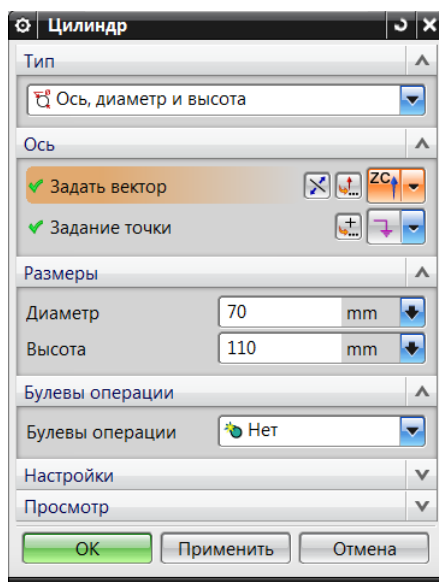 Цилиндр
Тип
Ось, диаметр и высота
Ось
Задать вектор ZC
Задание точки
Размеры
Диаметр 70 mm
Высота 110 mm
Булевы операции
Булевы операции Нет
Настройки
Просмотр
OK Применить Отмена